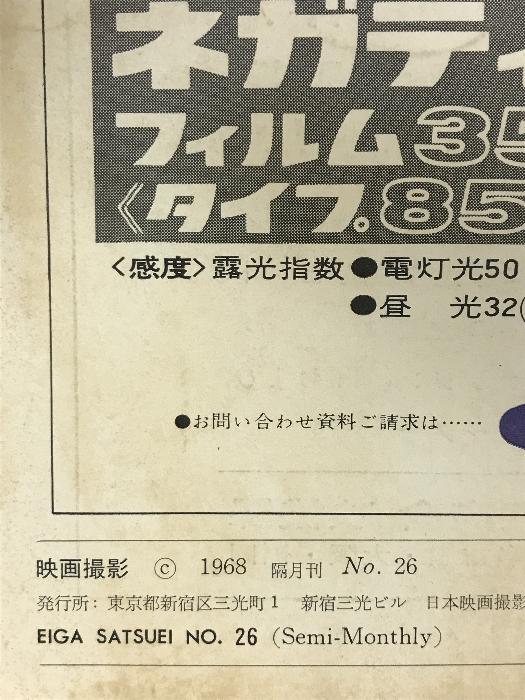 ネガティ
フィルム35
《タイプ。85
<感度>露光指数●電灯光50
●昼　光32(
●お問い合わせ資料ご請求は……
映画撮影 © 1968 隔月刊 No. 26
発行所: 東京都新宿区三光町1 新宿三光ビル 日本映画撮影
EIGA SATSUEI NO. 26 (Semi-Monthly)